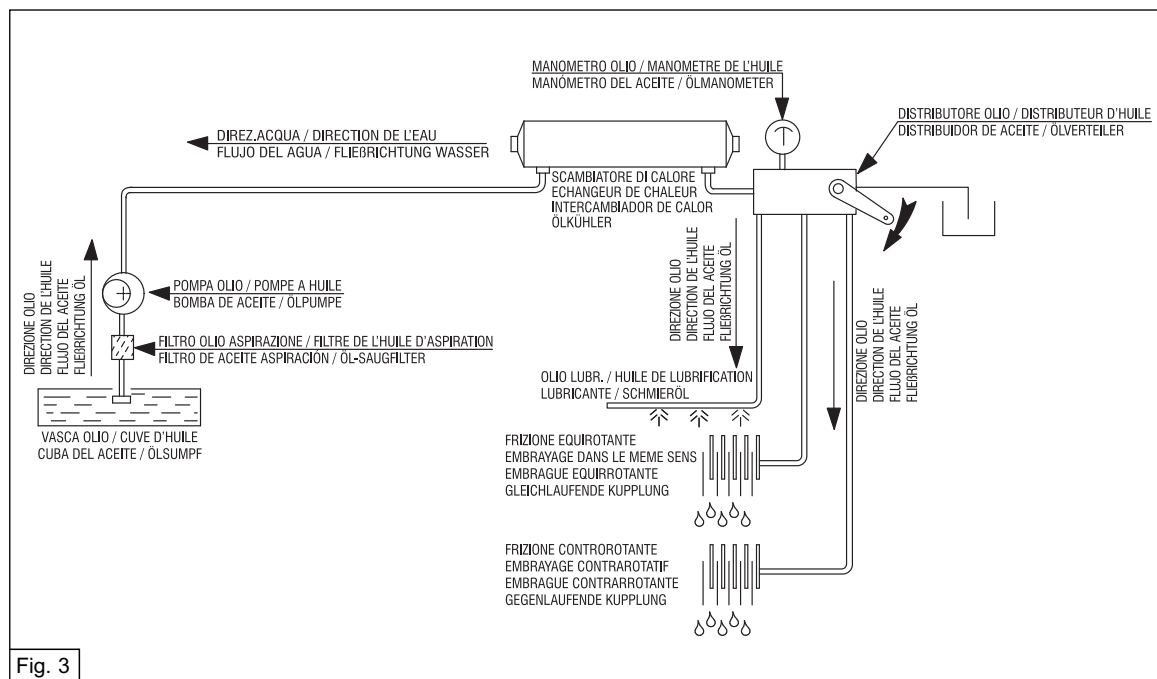 MANOMETRO OLIO / MANOMETRE DE L'HUILE
MANÓMETRO DEL ACEITE / ÖLMANOMETER
DISTRIBUTORE OLIO / DISTRIBUTEUR D'HUILE
DISTRIBUIDOR DE ACEITE / ÖLVERTEILER
DIREZ.ACQUA / DIRECTION DE L'EAU
FLUJO DEL AGUA / FLIEßRICHTUNG WASSER
SCAMBIATORE DI CALORE
ECHANGEUR DE CHALEUR
INTERCAMBIADOR DE CALOR
ÖLKÜHLER
DIREZIONE OLIO
DIRECTION DE L'HUILE
FLUJO DEL ACEITE
FLIEßRICHTUNG ÖL
POMPA OLIO / POMPE A HUILE
BOMBA DE ACEITE / ÖLPUMPE
FILTRO OLIO ASPIRAZIONE / FILTRE DE L'HUILE D'ASPIRATION
FILTRO DE ACEITE ASPIRACIÓN / ÖL-SAUGFILTER
VASCA OLIO / CUVE D'HUILE
CUBA DEL ACEITE / ÖLSUMPF
DIREZIONE OLIO
DIRECTION DE L'HUILE
FLUJO DEL ACEITE
FLIEßRICHTUNG ÖL
DIREZIONE OLIO
DIRECTION DE L'HUILE
FLUJO DEL ACEITE
FLIEßRICHTUNG ÖL
OLIO LUBR. / HUILE DE LUBRIFICATION
LUBRICANTE / SCHMIERÖL
FRIZIONE EQUIROTANTE
EMBRAYAGE DANS LE MEME SENS
EMBRAGUE EQUIRROTANTE
GLEICHLAUFENDE KUPPLUNG
FRIZIONE CONTROROTANTE
EMBRAYAGE CONTRAROTATIF
EMBRAGUE CONTRARROTANTE
GEGENLAUFENDE KUPPLUNG
Fig. 3